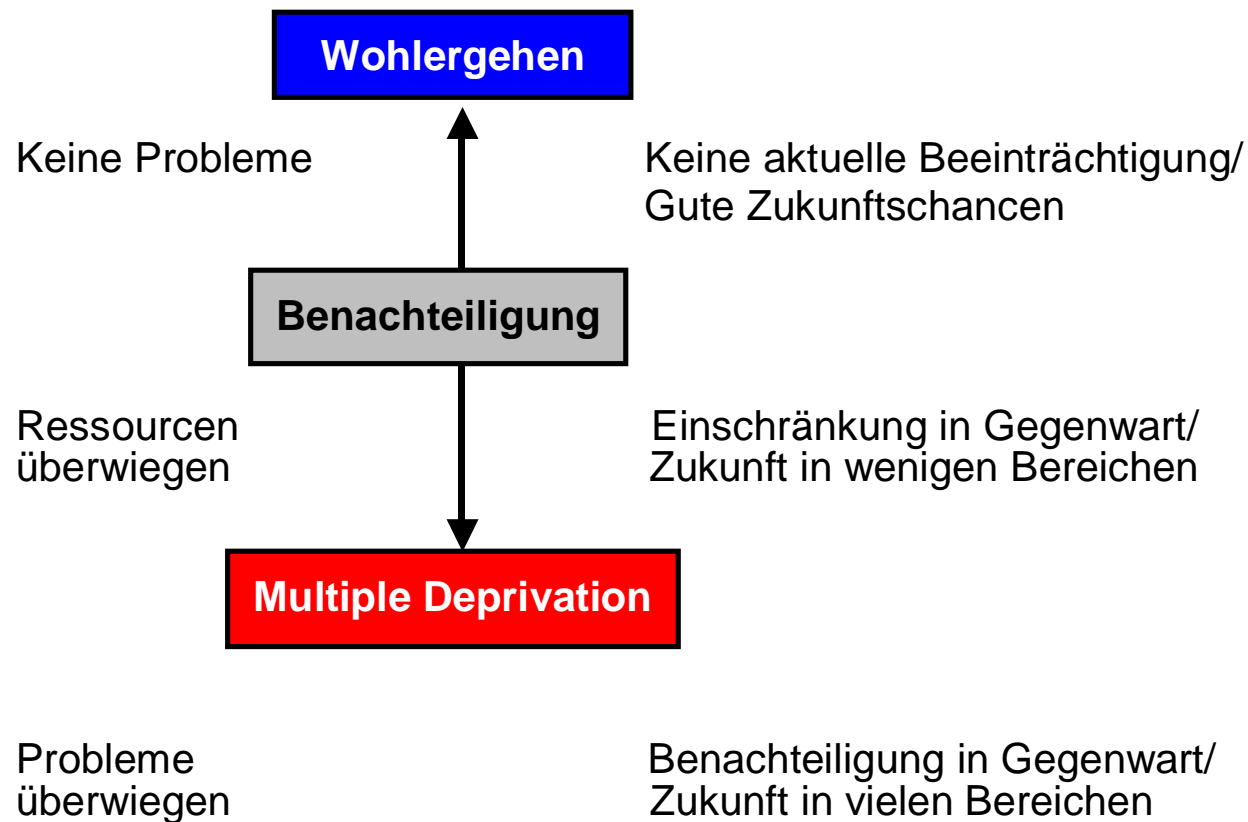 Wohlergehen
Keine Probleme
Keine aktuelle Beeinträchtigung/
Gute Zukunftschancen
Benachteiligung
Ressourcen
überwiegen
Einschränkung in Gegenwart/
Zukunft in wenigen Bereichen
Multiple Deprivation
Probleme
überwiegen
Benachteiligung in Gegenwart/
Zukunft in vielen Bereichen